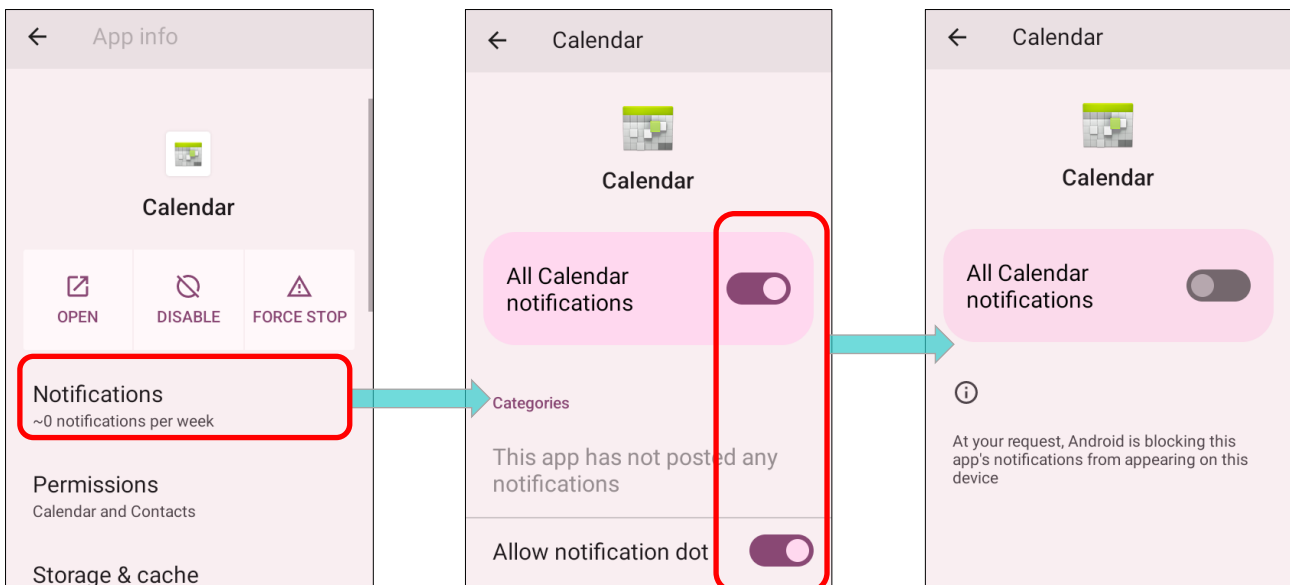 App info
Calendar
OPEN
DISABLE
FORCE STOP
Notifications
~0 notifications per week
Permissions
Calendar and Contacts
Storage & cache
Calendar
Calendar
All Calendar
notifications
Categories
This app has not posted any
notifications
Allow notification dot
Calendar
Calendar
All Calendar
notifications
At your request, Android is blocking this
app's notifications from appearing on this
device